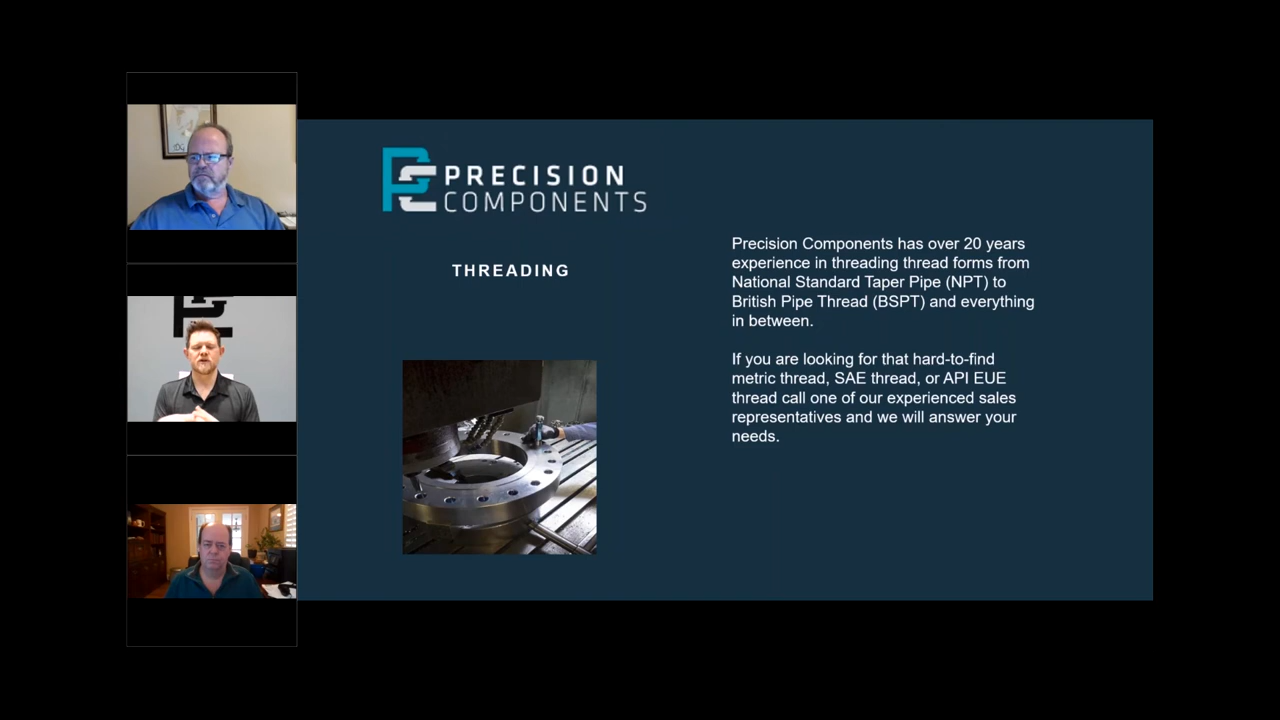 PRECISION
COMPONENTS
THREADING
Precision Components has over 20 years
experience in threading thread forms from
National Standard Taper Pipe (NPT) to
British Pipe Thread (BSPT) and everything
in between.
If you are looking for that hard-to-find
metric thread, SAE thread, or API EUE
thread call one of our experienced sales
representatives and we will answer your
needs.